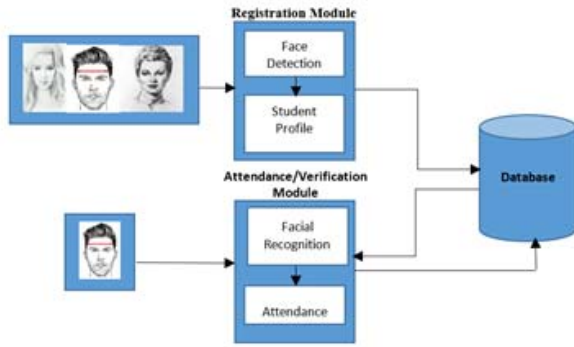 Registration Module
Face
Detection
Student
Profile
Attendance/Verification
Module
Facial
Recognition
Attendance
Database